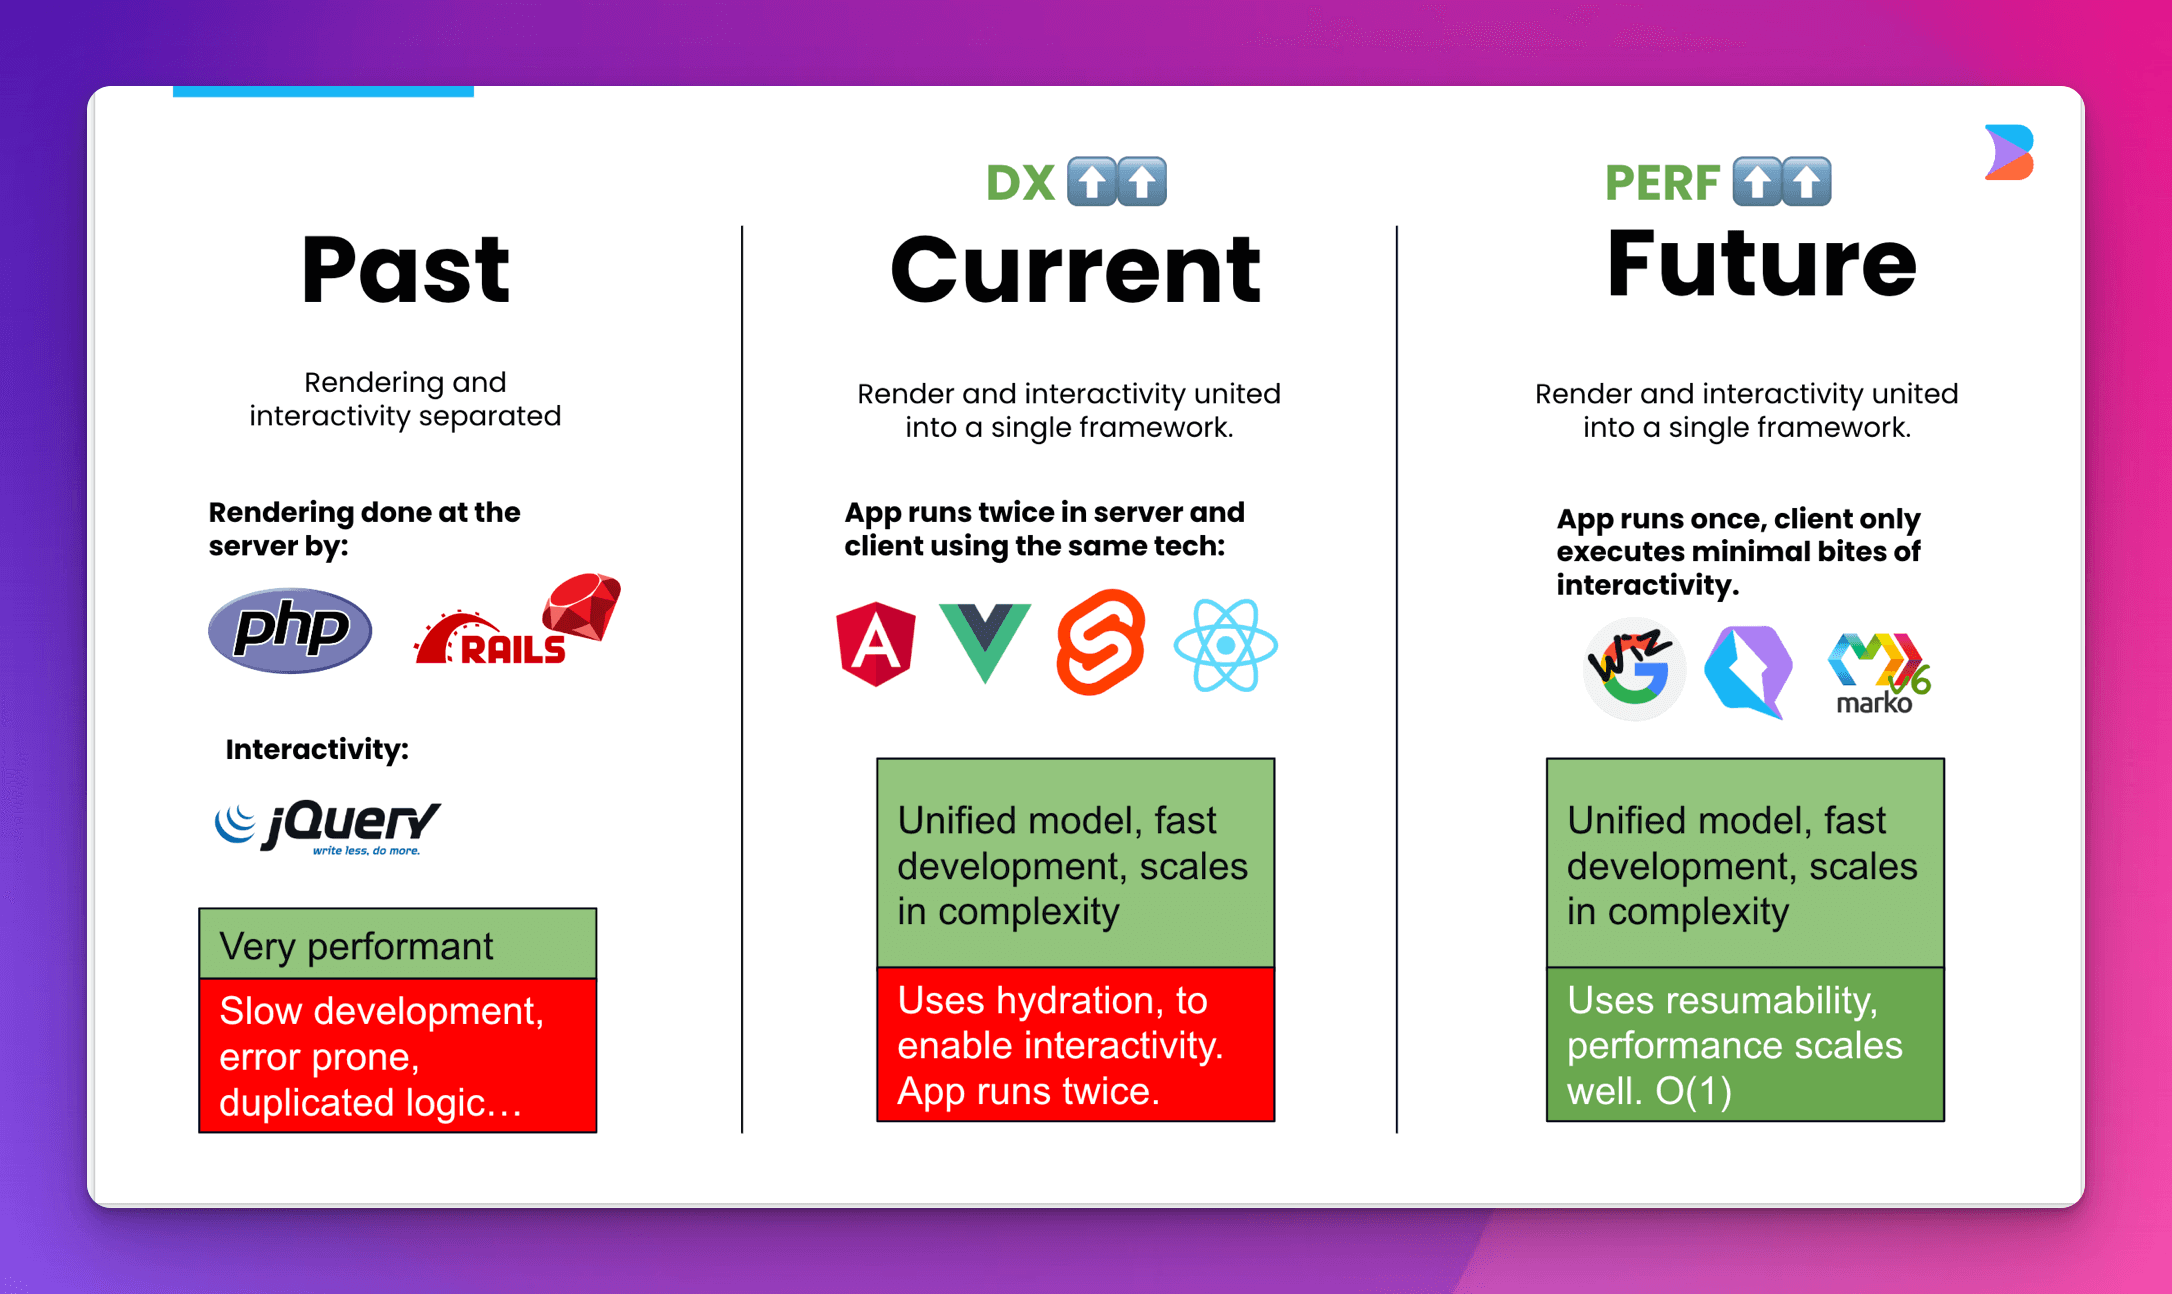 Past
Rendering and
interactivity separated
Rendering done at the
server by:
php
RAILS
Interactivity:
jQuery
write less, do more.
Very performant
Slow development,
error prone,
duplicated logic...
DX ⬆️⬆️
Current
Render and interactivity united
into a single framework.
App runs twice in server and
client using the same tech:
A
Unified model, fast
development, scales
in complexity
Uses hydration, to
enable interactivity.
App runs twice.
PERF ⬆️⬆️
Future
Render and interactivity united
into a single framework.
App runs once, client only
executes minimal bites of
interactivity.
WIZ
G
marko
v6
Unified model, fast
development, scales
in complexity
Uses resumability,
performance scales
well. O(1)